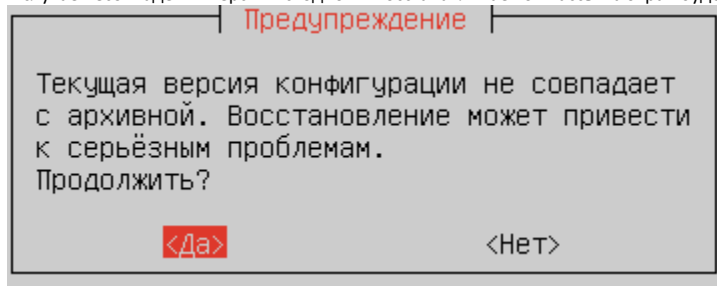 Предупреждение
Текущая версия конфигурации не совпадает
с архивной. Восстановление может привести
к серьёзным проблемам.
Продолжить?
<Да> <Нет>